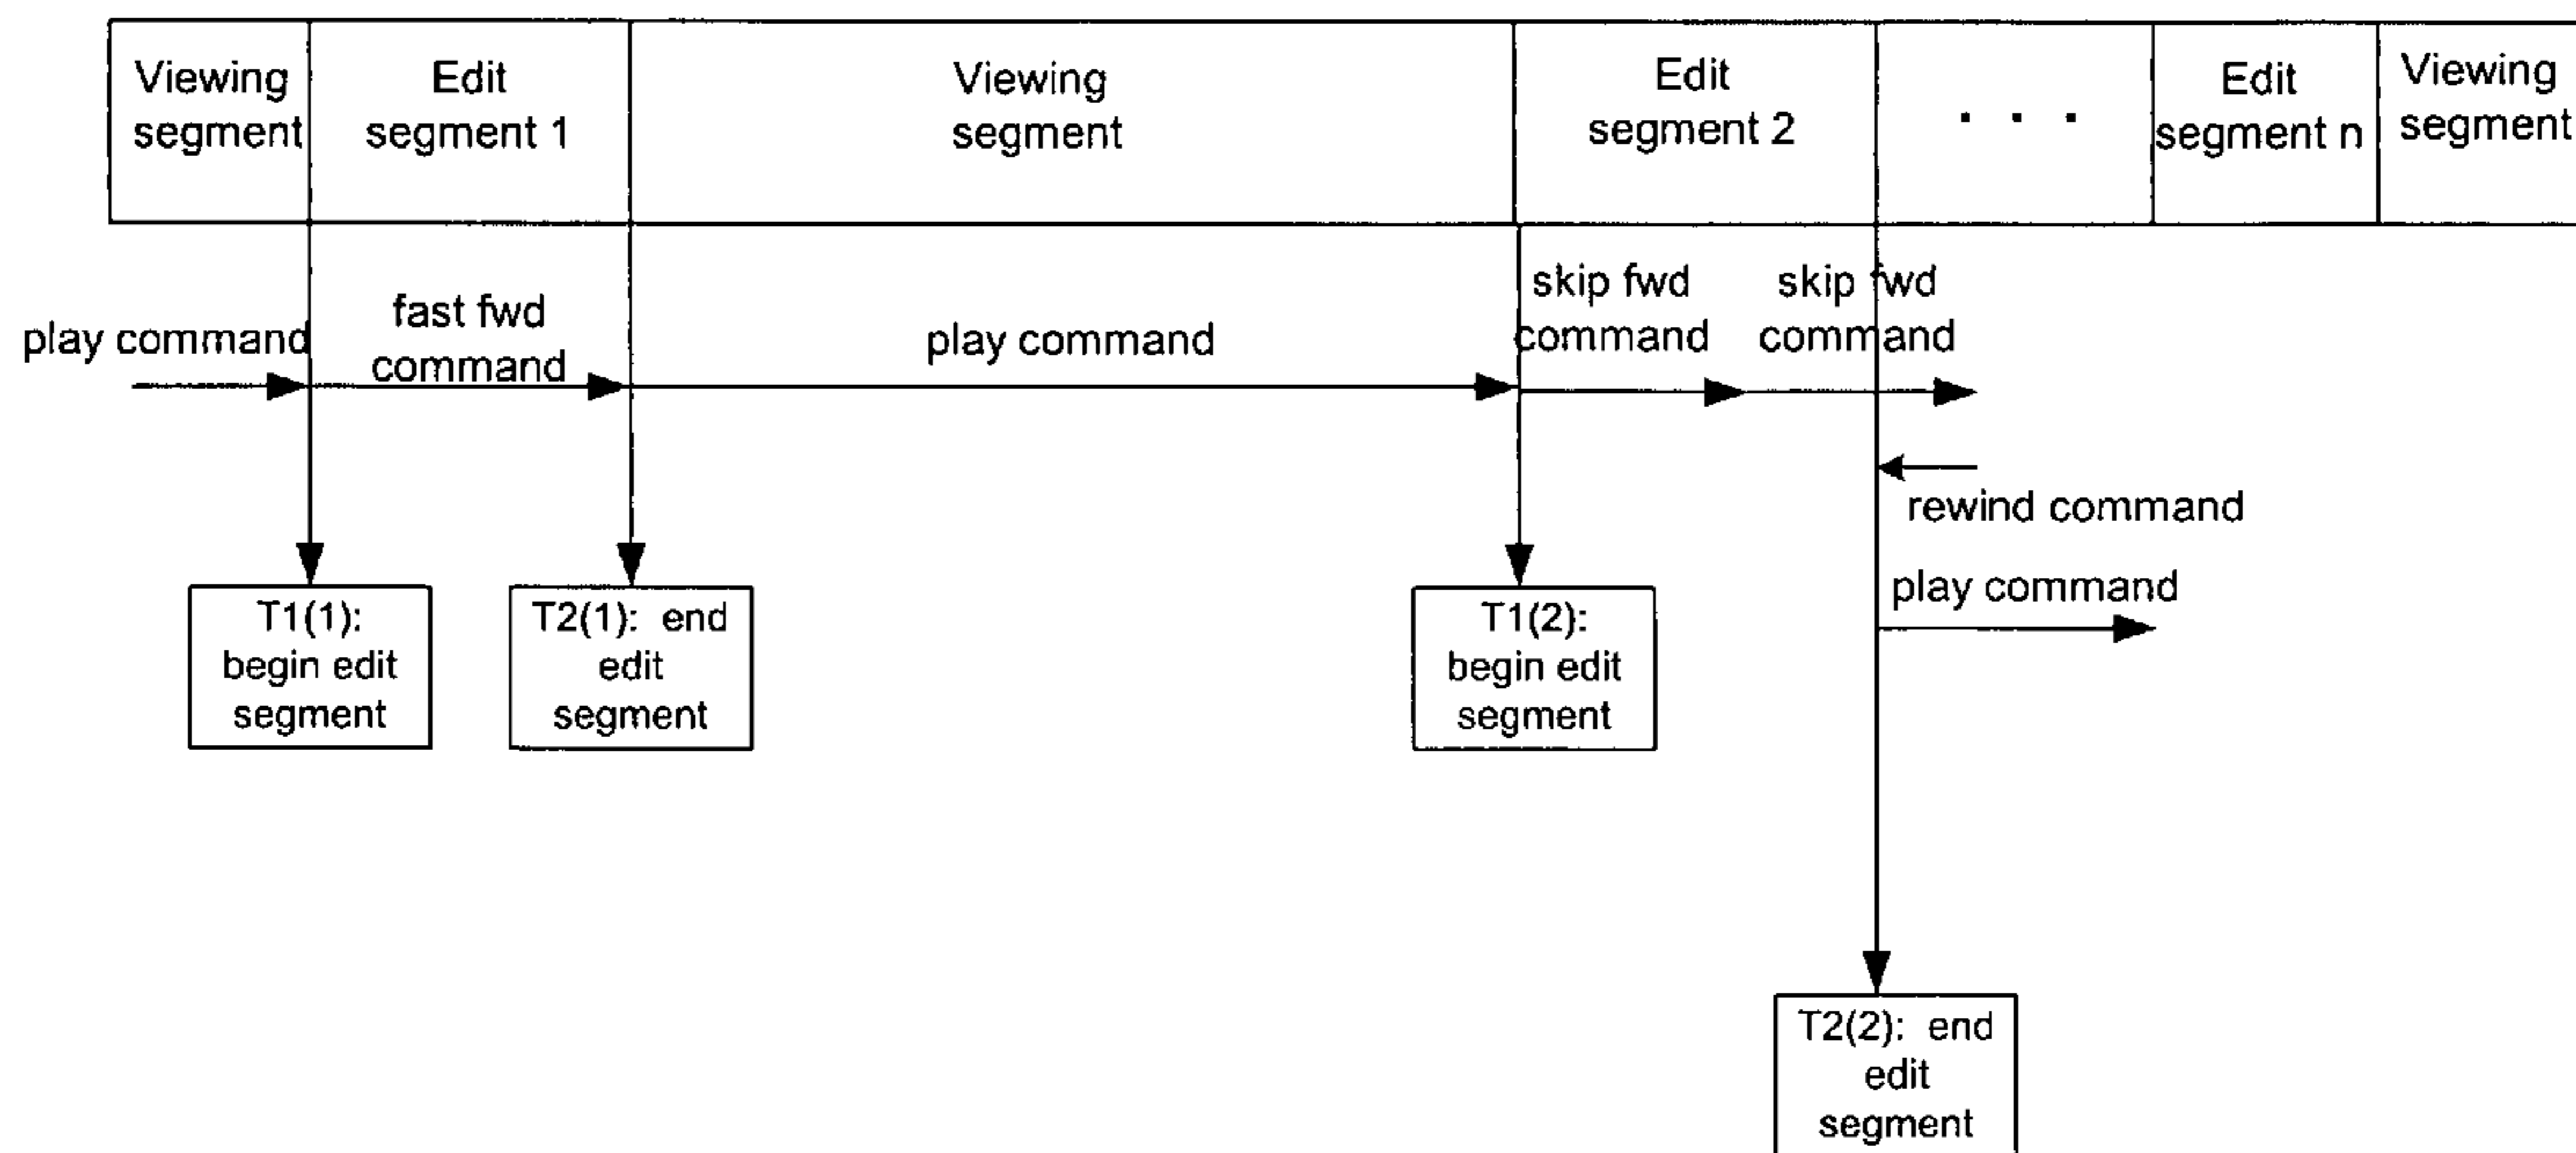 Viewing
segment
Edit
segment 1
Viewing
segment
Edit
segment 2
. . .
Edit
segment n
Viewing
segment
play command
fast fwd
command
play command
skip fwd
command
skip fwd
command
rewind command
play command
T1(1):
begin edit
segment
T2(1): end
edit
segment
T1(2):
begin edit
segment
T2(2): end
edit
segment